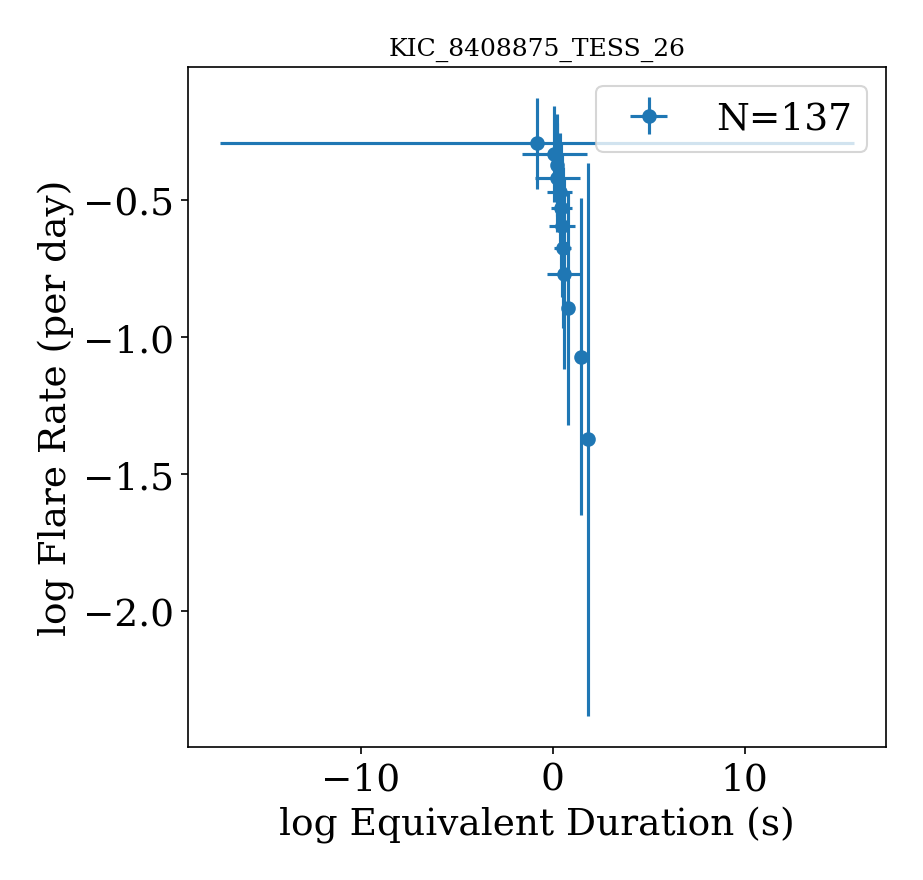 KIC_8408875_TESS_26
N=137
log Flare Rate (per day)
−0.5
−1.0
−1.5
−2.0
−10
0
10
log Equivalent Duration (s)